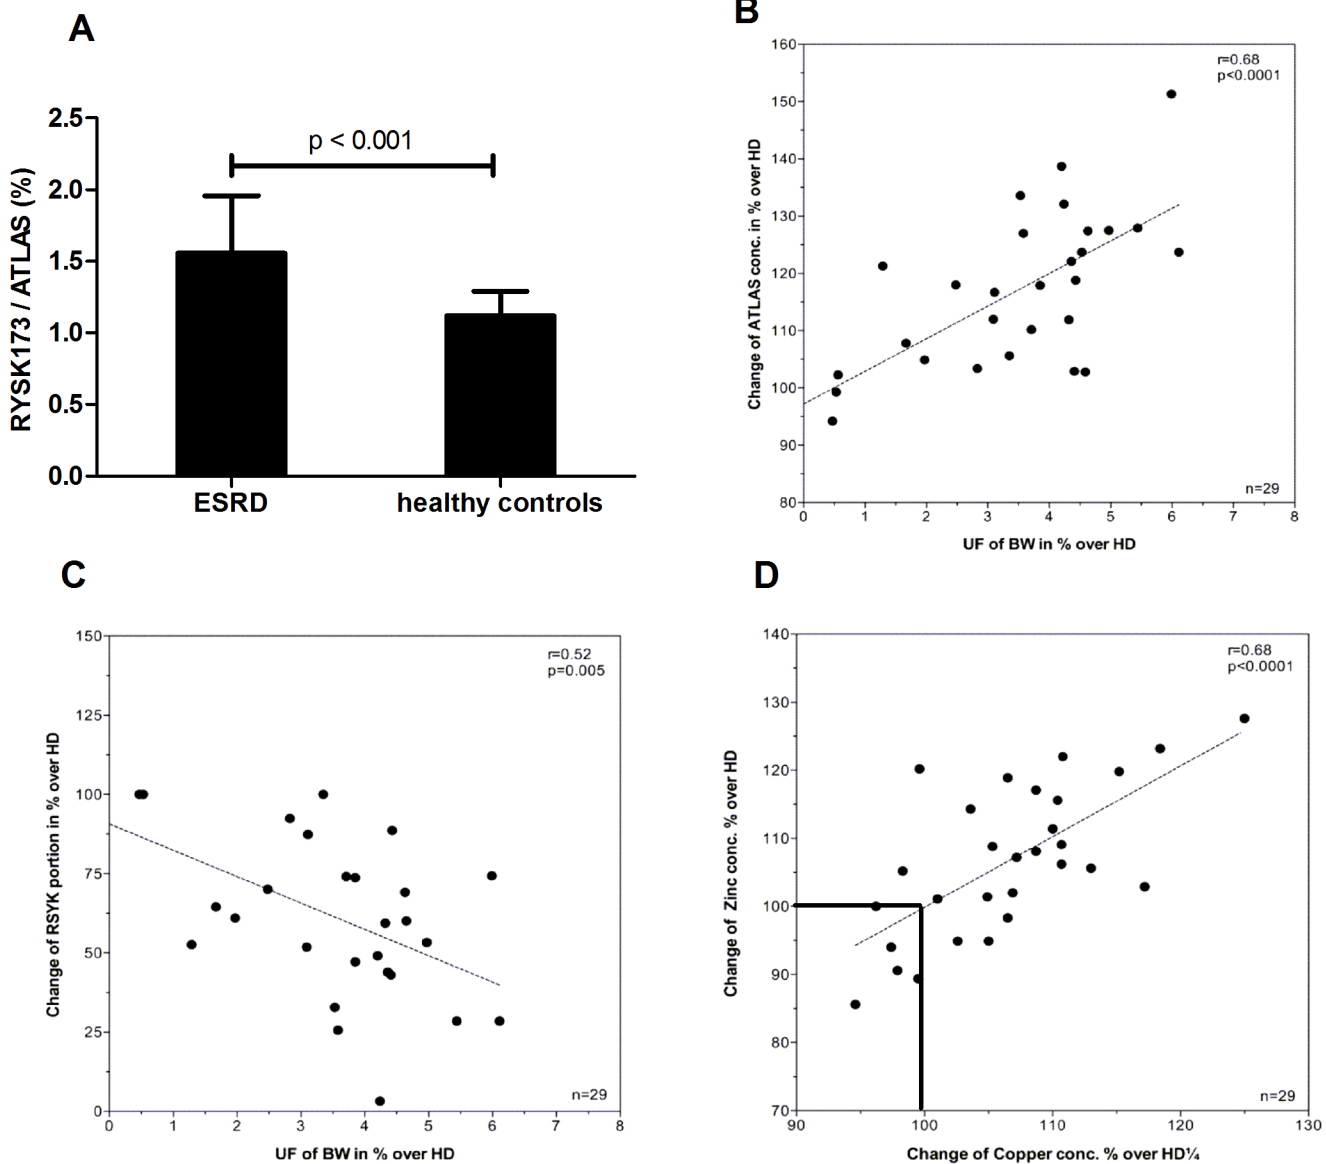 A
RYSK173 / ATLAS (%)
2.5
2.0
1.5
1.0
0.5
0.0
p < 0.001
ESRD
healthy controls
B
Change of ATLAS conc. in % over HD
160
150
140
130
120
110
100
90
80
r=0.68
p<0.0001
n=29
0 1 2 3 4 5 6 7 8
UF of BW in % over HD
C
Change of RSYK portion in % over HD
150
125
100
75
50
25
0
r=0.52
p=0.005
n=29
0 1 2 3 4 5 6 7 8
UF of BW in % over HD
D
Change of Zinc conc. % over HD
140
130
120
110
100
90
80
70
r=0.68
p<0.0001
n=29
90 100 110 120 130
Change of Copper conc. % over HD¼